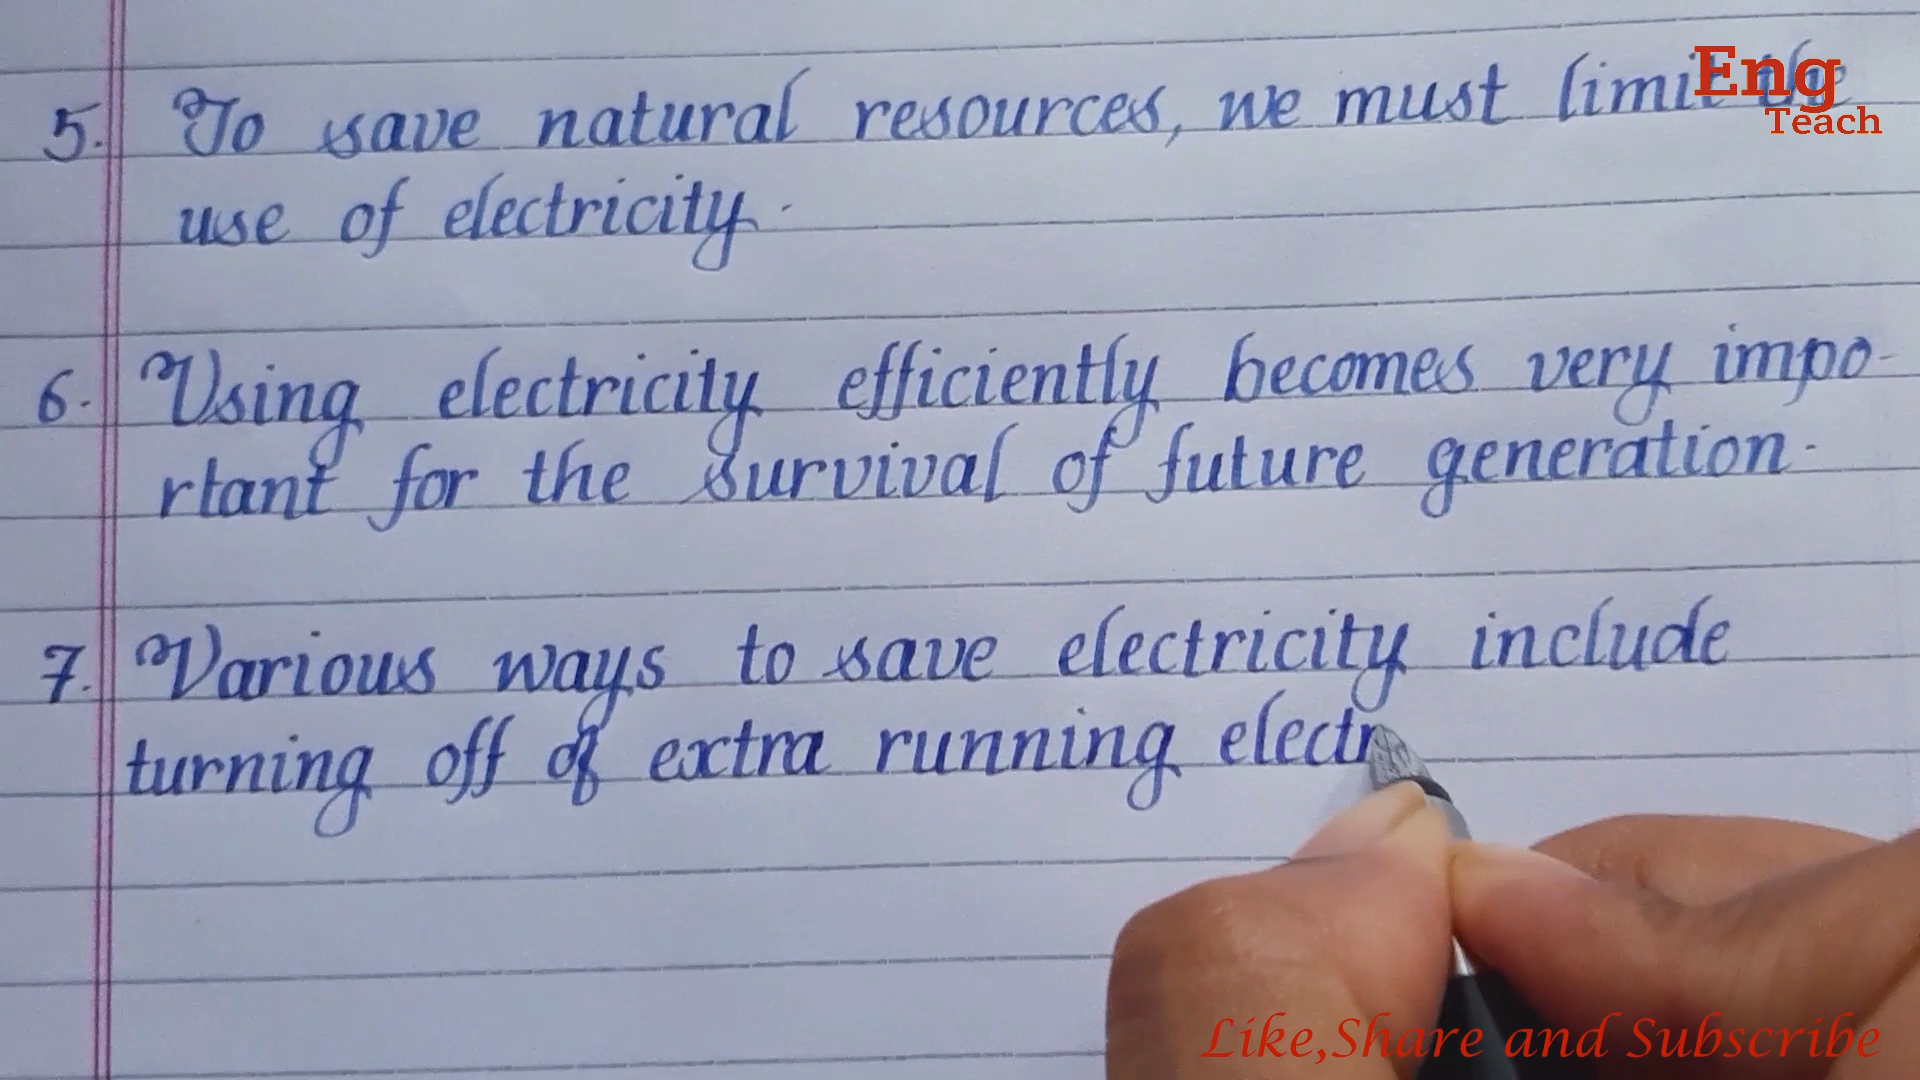 Eng
Teach
5. To save natural resources, we must limit the
use of electricity.
6. Using electricity efficiently becomes very impo-
rtant for the survival of future generation.
7. Various ways to save electricity include
turning off of extra running electr
Like,Share and Subscribe